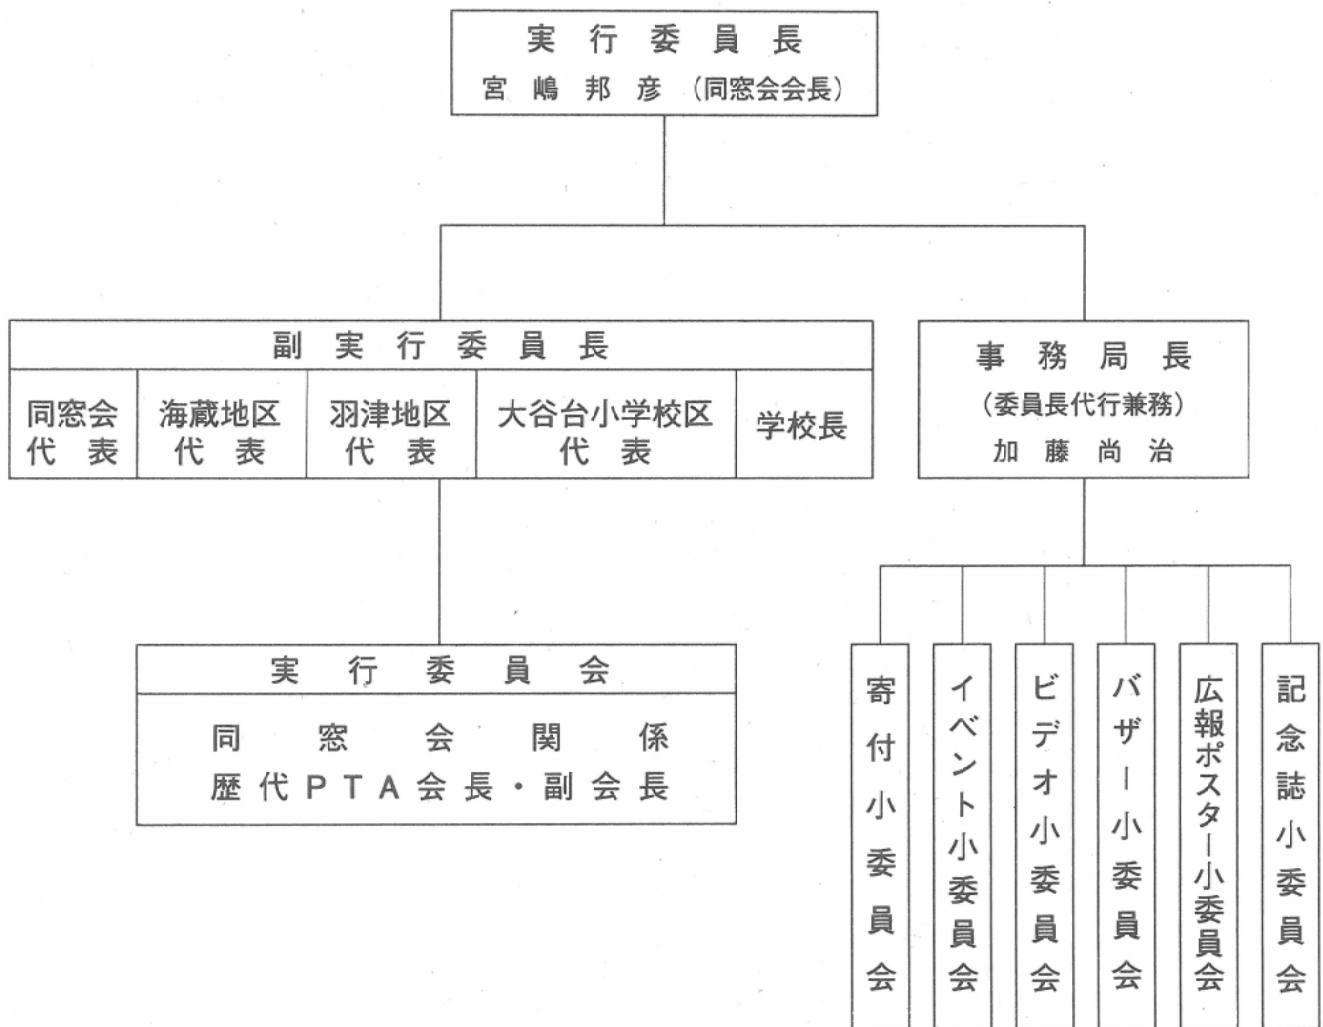 実行委員長
宮嶋邦彦（同窓会会長）
副実行委員長
同窓会
代表
海蔵地区
代表
羽津地区
代表
大谷台小学校区
代表
学校長
事務局長
（委員長代行兼務）
加藤尚治
実行委員会
同窓会関係
歴代PTA会長・副会長
寄付小委員会
イベント小委員会
ビデオ小委員会
バザー小委員会
広報ポスター小委員会
記念誌小委員会